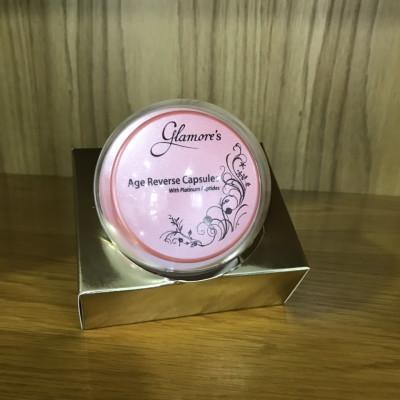 Glamore's
Age Reverse Capsules
With Platinum Peptides